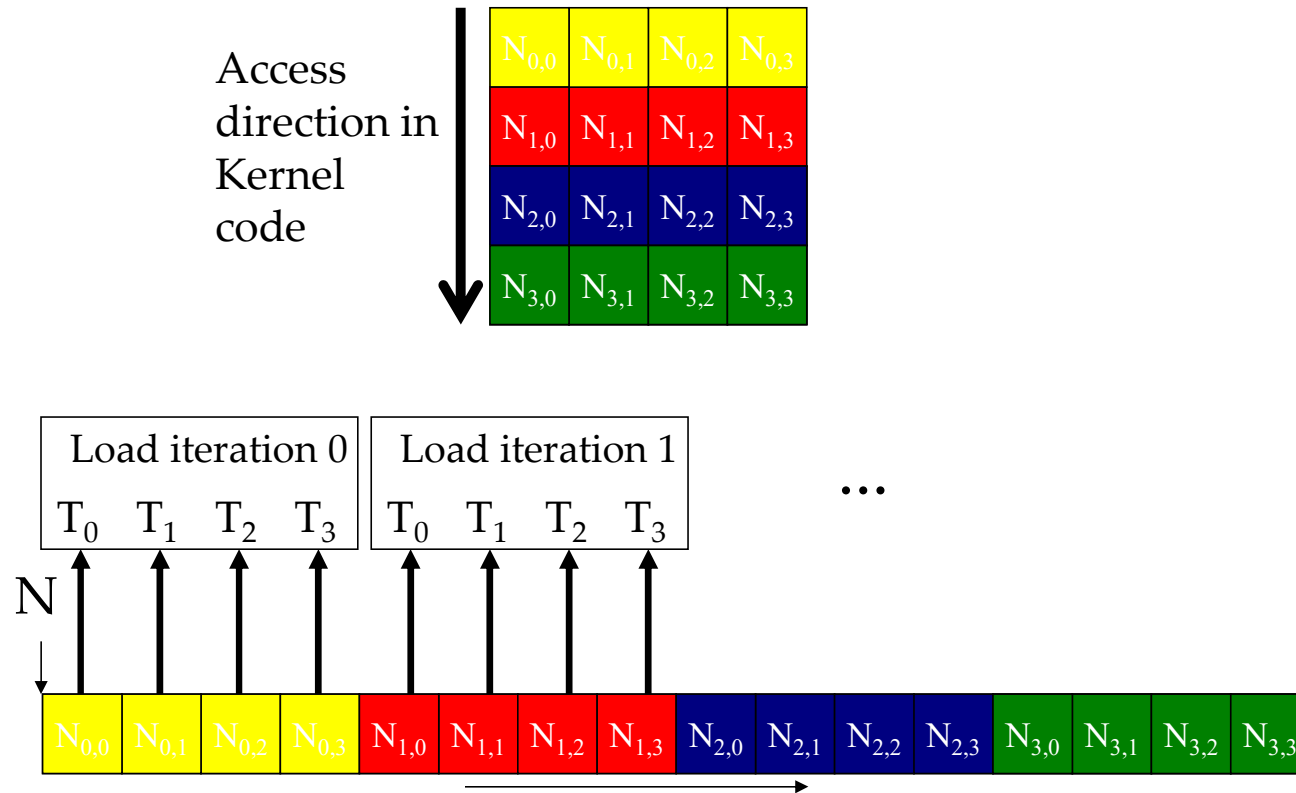 Access
direction in
Kernel
code
N0,0 N0,1 N0,2 N0,3
N1,0 N1,1 N1,2 N1,3
N2,0 N2,1 N2,2 N2,3
N3,0 N3,1 N3,2 N3,3
Load iteration 0 Load iteration 1
...
T0 T1 T2 T3 T0 T1 T2 T3
N
N0,0 N0,1 N0,2 N0,3 N1,0 N1,1 N1,2 N1,3 N2,0 N2,1 N2,2 N2,3 N3,0 N3,1 N3,2 N3,3